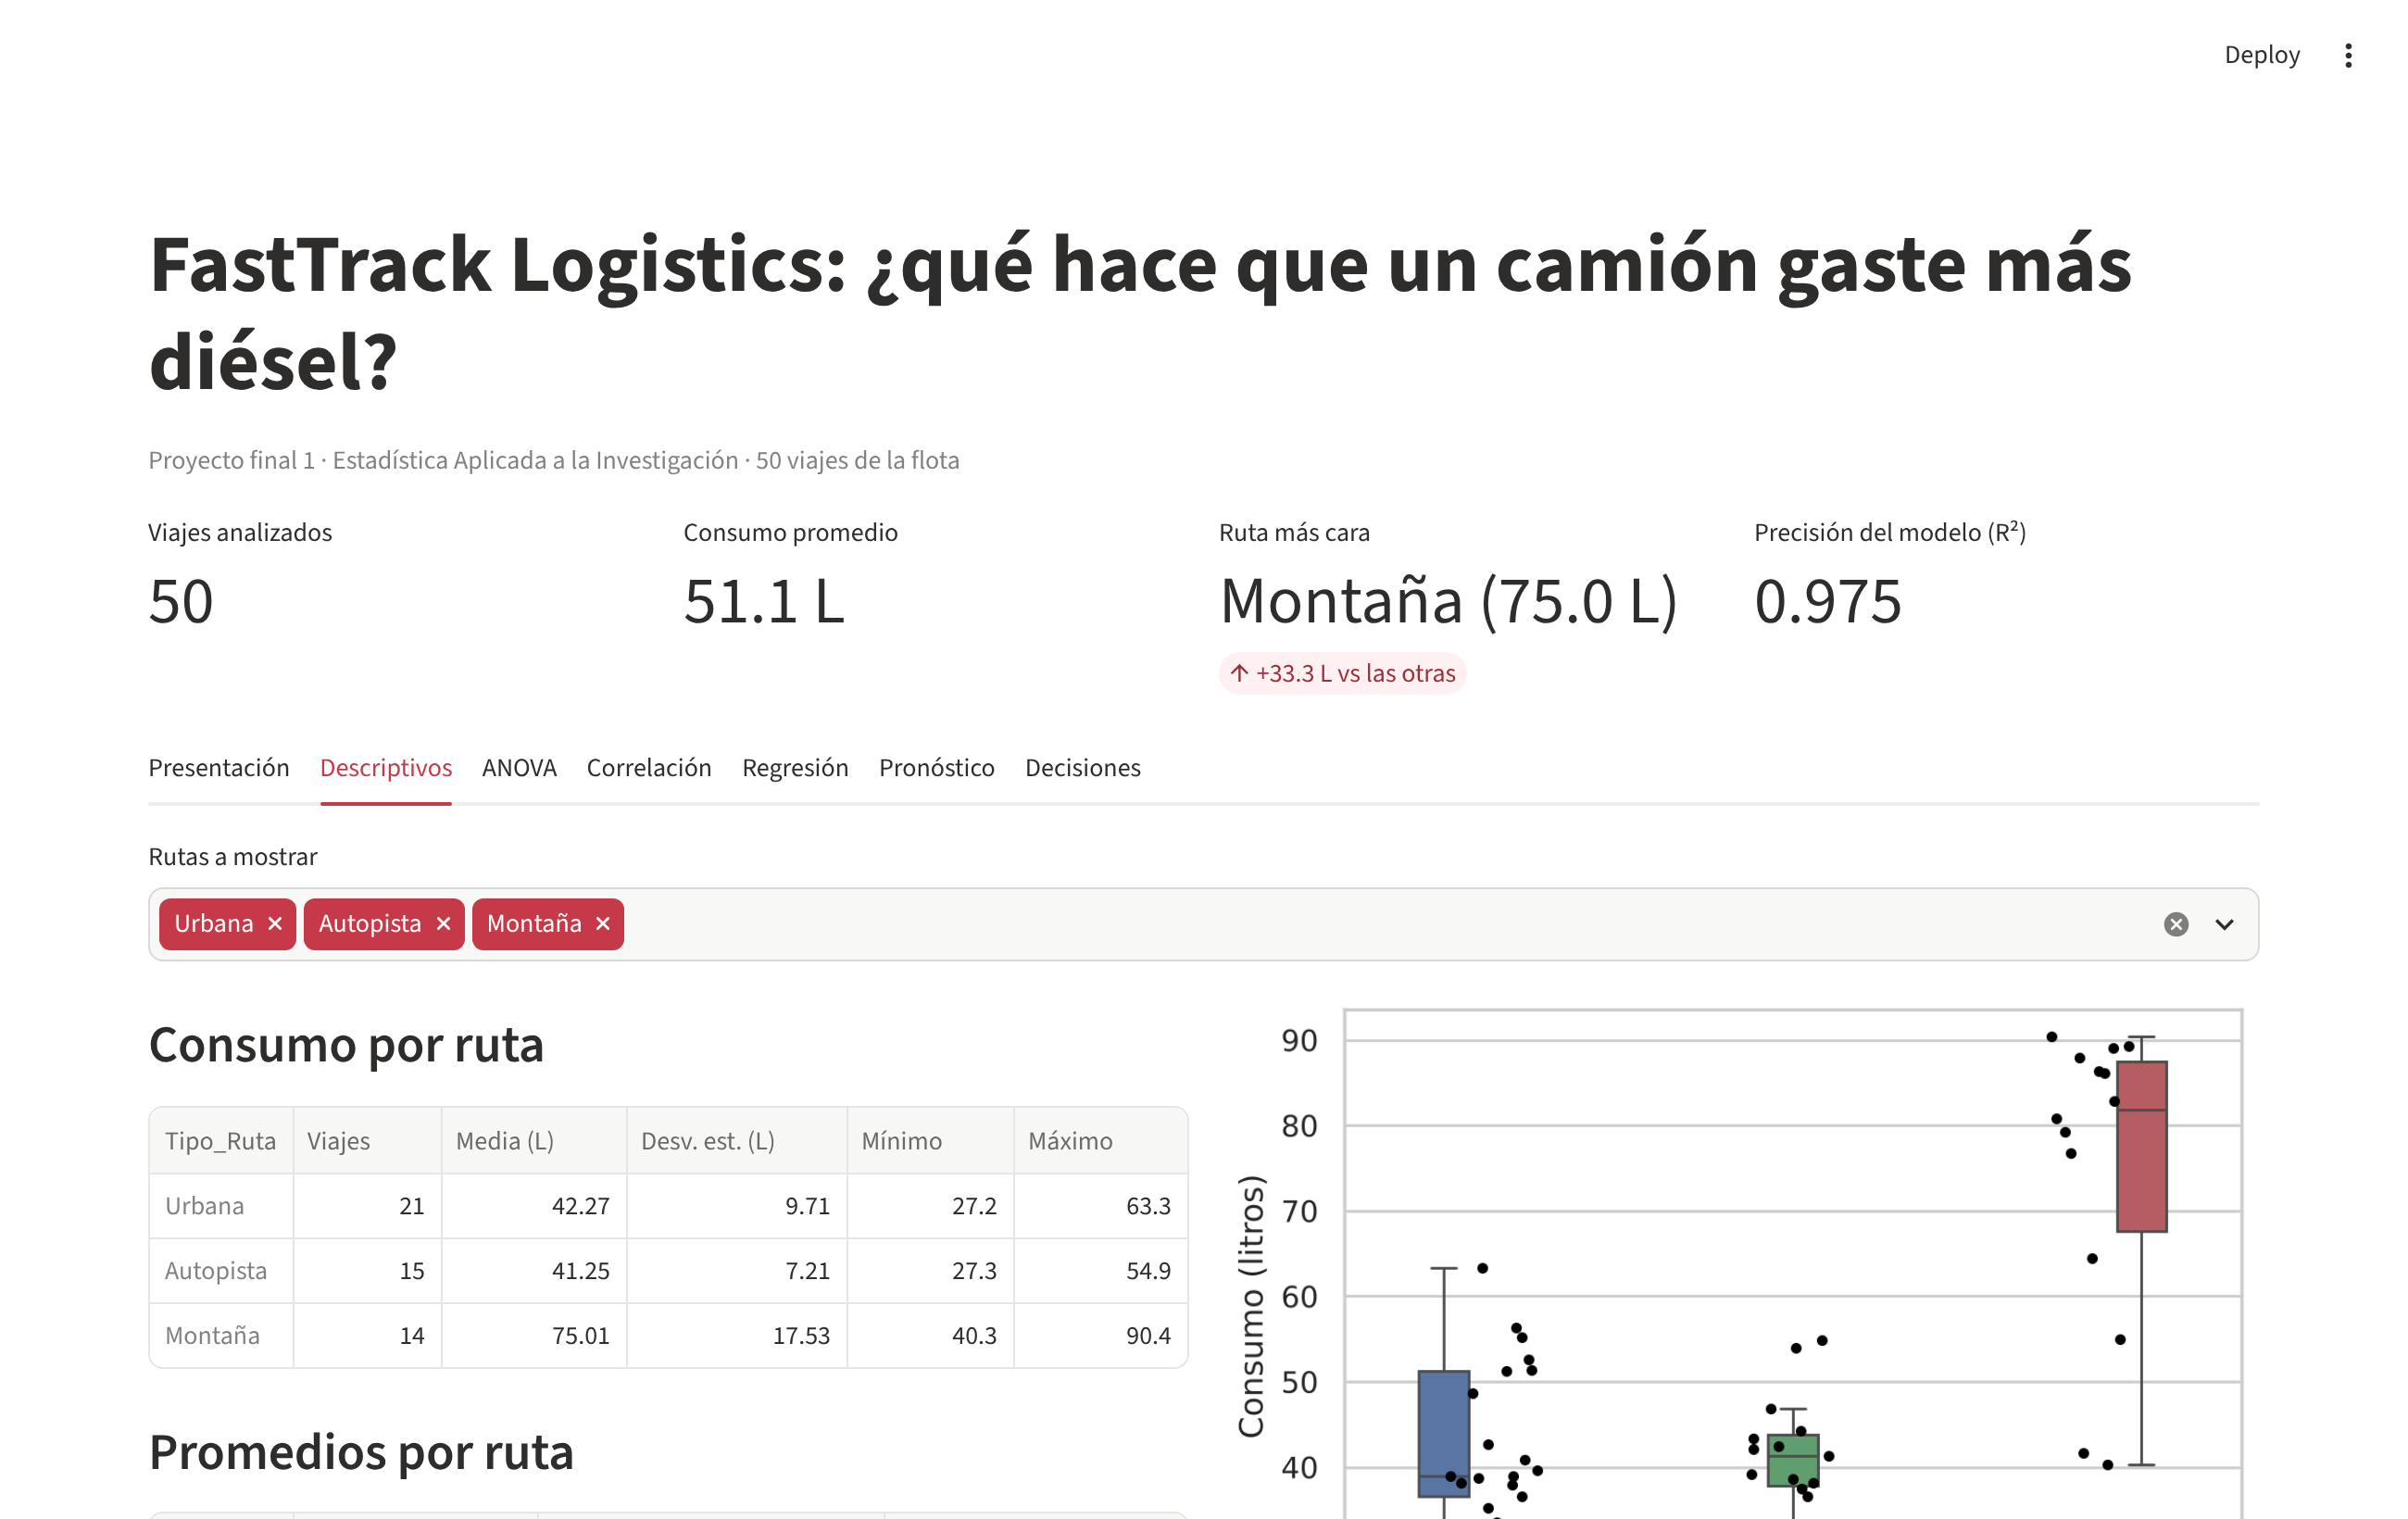 Deploy
FastTrack Logistics: ¿qué hace que un camión gaste más
diésel?
Proyecto final 1 · Estadística Aplicada a la Investigación · 50 viajes de la flota
Viajes analizados
50
Consumo promedio
51.1 L
Ruta más cara
Montaña (75.0 L)
↑ +33.3 L vs las otras
Precisión del modelo (R²)
0.975
Presentación Descriptivos ANOVA Correlación Regresión Pronóstico Decisiones
Rutas a mostrar
Urbana Autopista Montaña
Consumo por ruta
Tipo_Ruta Viajes Media (L) Desv. est. (L) Mínimo Máximo
Urbana 21 42.27 9.71 27.2 63.3
Autopista 15 41.25 7.21 27.3 54.9
Montaña 14 75.01 17.53 40.3 90.4
Promedios por ruta
Consumo (litros)
90
80
70
60
50
40